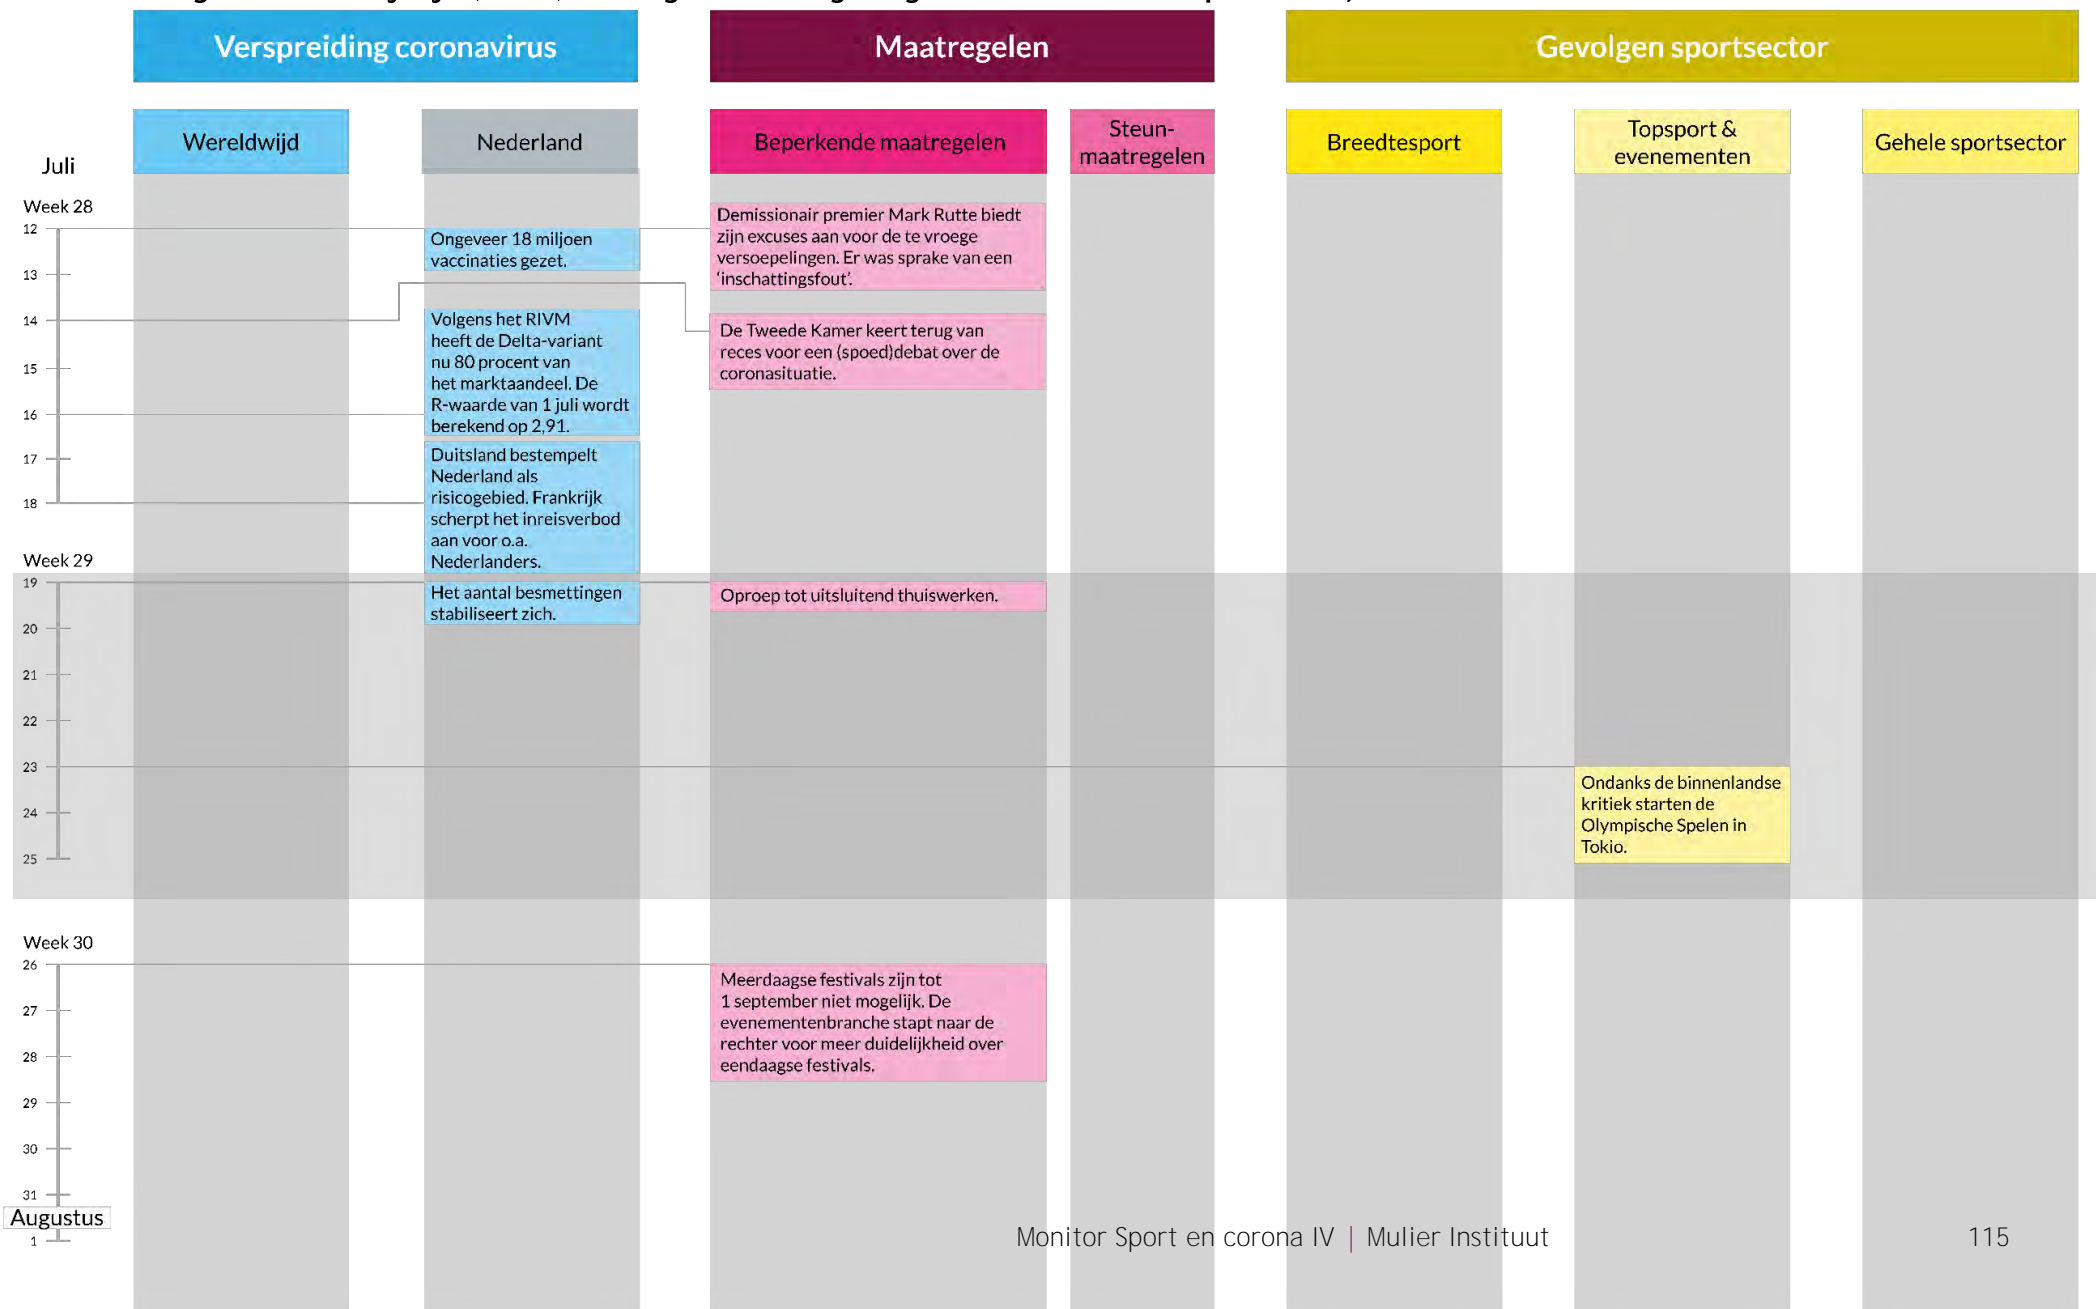 Verspreiding coronavirus
Maatregelen
Gevolgen sportsector
Wereldwijd
Nederland
Beperkende maatregelen
Steun-
maatregelen
Breedtesport
Topsport &
evenementen
Gehele sportsector
Juli
Week 28
12
13
14
15
16
17
18
Ongeveer 18 miljoen
vaccinaties gezet.
Volgens het RIVM
heeft de Delta-variant
nu 80 procent van
het marktaandeel. De
R-waarde van 1 juli wordt
berekend op 2,91.
Duitsland bestempelt
Nederland als
risicogebied. Frankrijk
scherpt het inreisverbod
aan voor o.a.
Nederlanders.
Demissionair premier Mark Rutte biedt
zijn excuses aan voor de te vroege
versoepelingen. Er was sprake van een
‘inschattingsfout’.
De Tweede Kamer keert terug van
reces voor een (spoed)debat over de
coronasituatie.
Week 29
19
20
21
22
23
24
25
Het aantal besmettingen
stabiliseert zich.
Oproep tot uitsluitend thuiswerken.
Ondanks de binnenlandse
kritiek starten de
Olympische Spelen in
Tokio.
Week 30
26
27
28
29
30
31
Augustus
1
Meerdaagse festivals zijn tot
1 september niet mogelijk. De
evenementenbranche stapt naar de
rechter voor meer duidelijkheid over
eendaagse festivals.
Monitor Sport en corona IV | Mulier Instituut
115